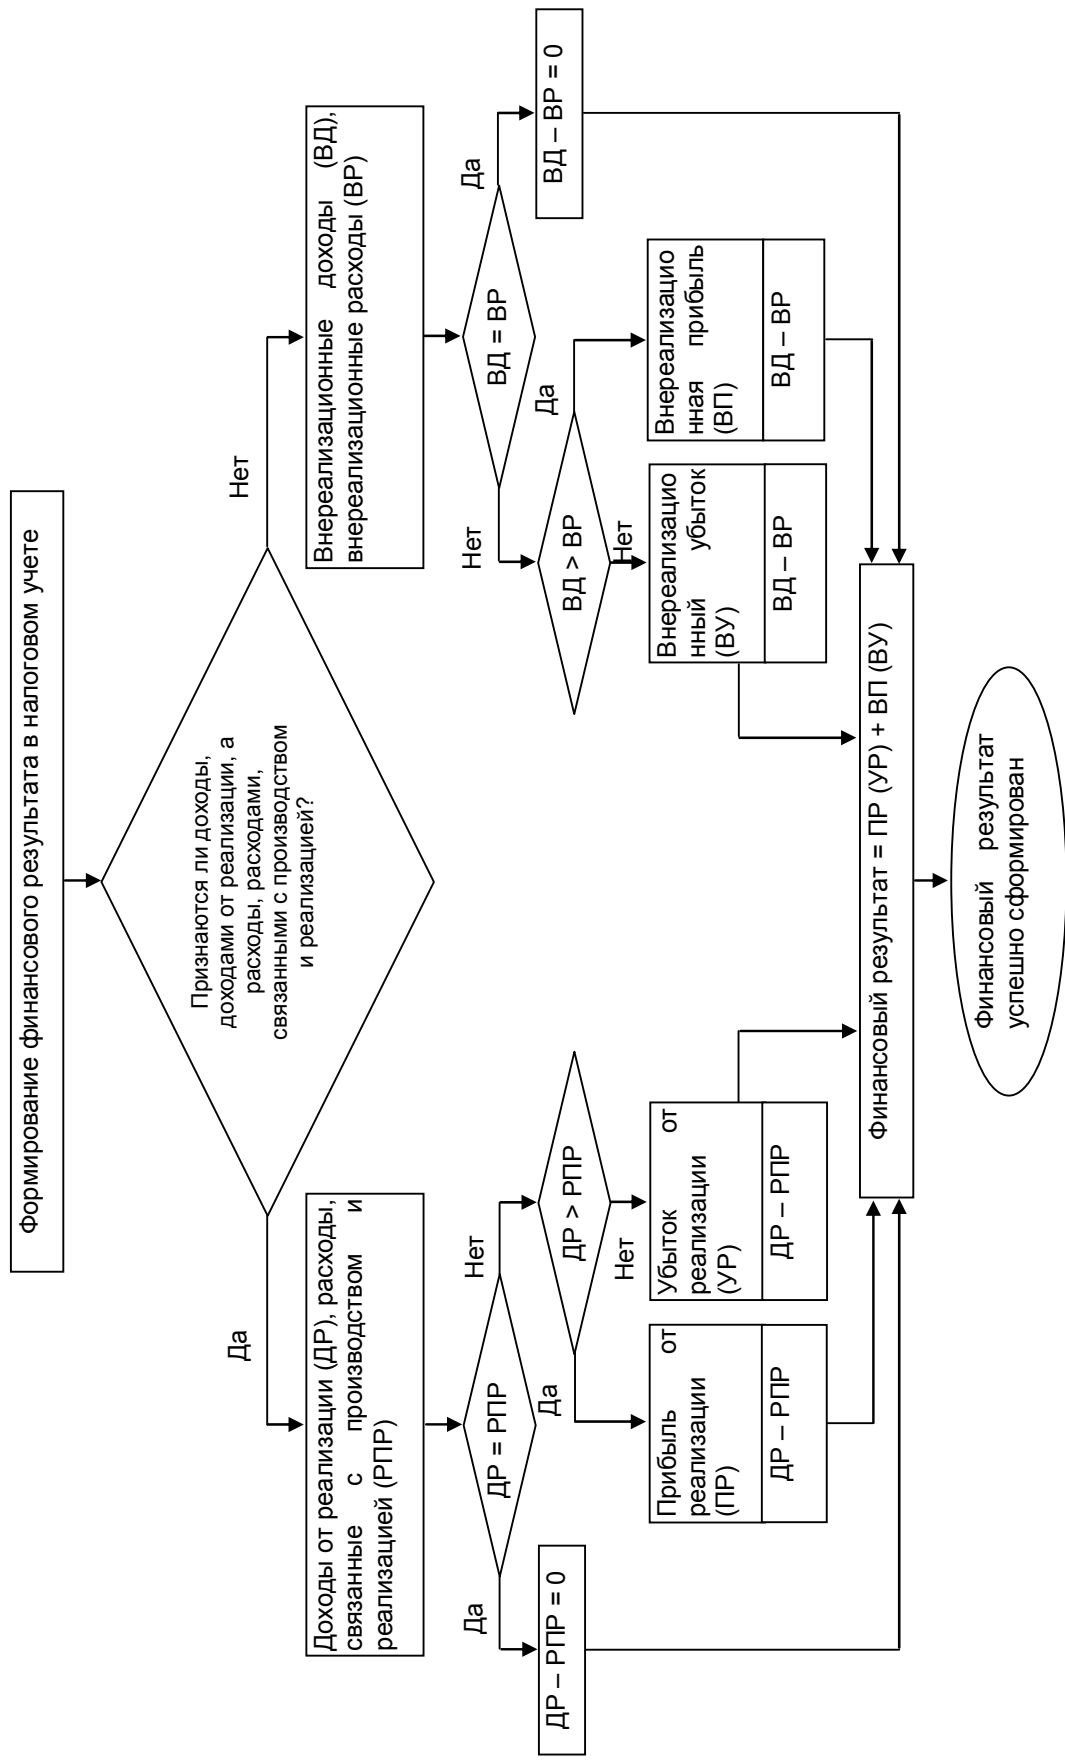 Формирование финансового результата в налоговом учете
Признаются ли доходы,
доходами от реализации, а
расходы, расходами,
связанными с производством
и реализацией?
Да
Нет
Доходы от реализации (ДР), расходы,
связанные с производством и
реализацией (РПР)
Внереализационные доходы (ВД),
внереализационные расходы (ВР)
ДР = РПР
Да
Нет
ВД = ВР
Нет
Да
ДР – РПР = 0
ДР > РПР
Да
Нет
ВД > ВР
Нет
Да
ВД – ВР = 0
Прибыль от
реализации
(ПР)
ДР – РПР
Убыток от
реализации
(УР)
ДР – РПР
Внереализацио
нный убыток
(ВУ)
ВД – ВР
Внереализацио
нная прибыль
(ВП)
ВД – ВР
Финансовый результат = ПР (УР) + ВП (ВУ)
Финансовый результат
успешно сформирован